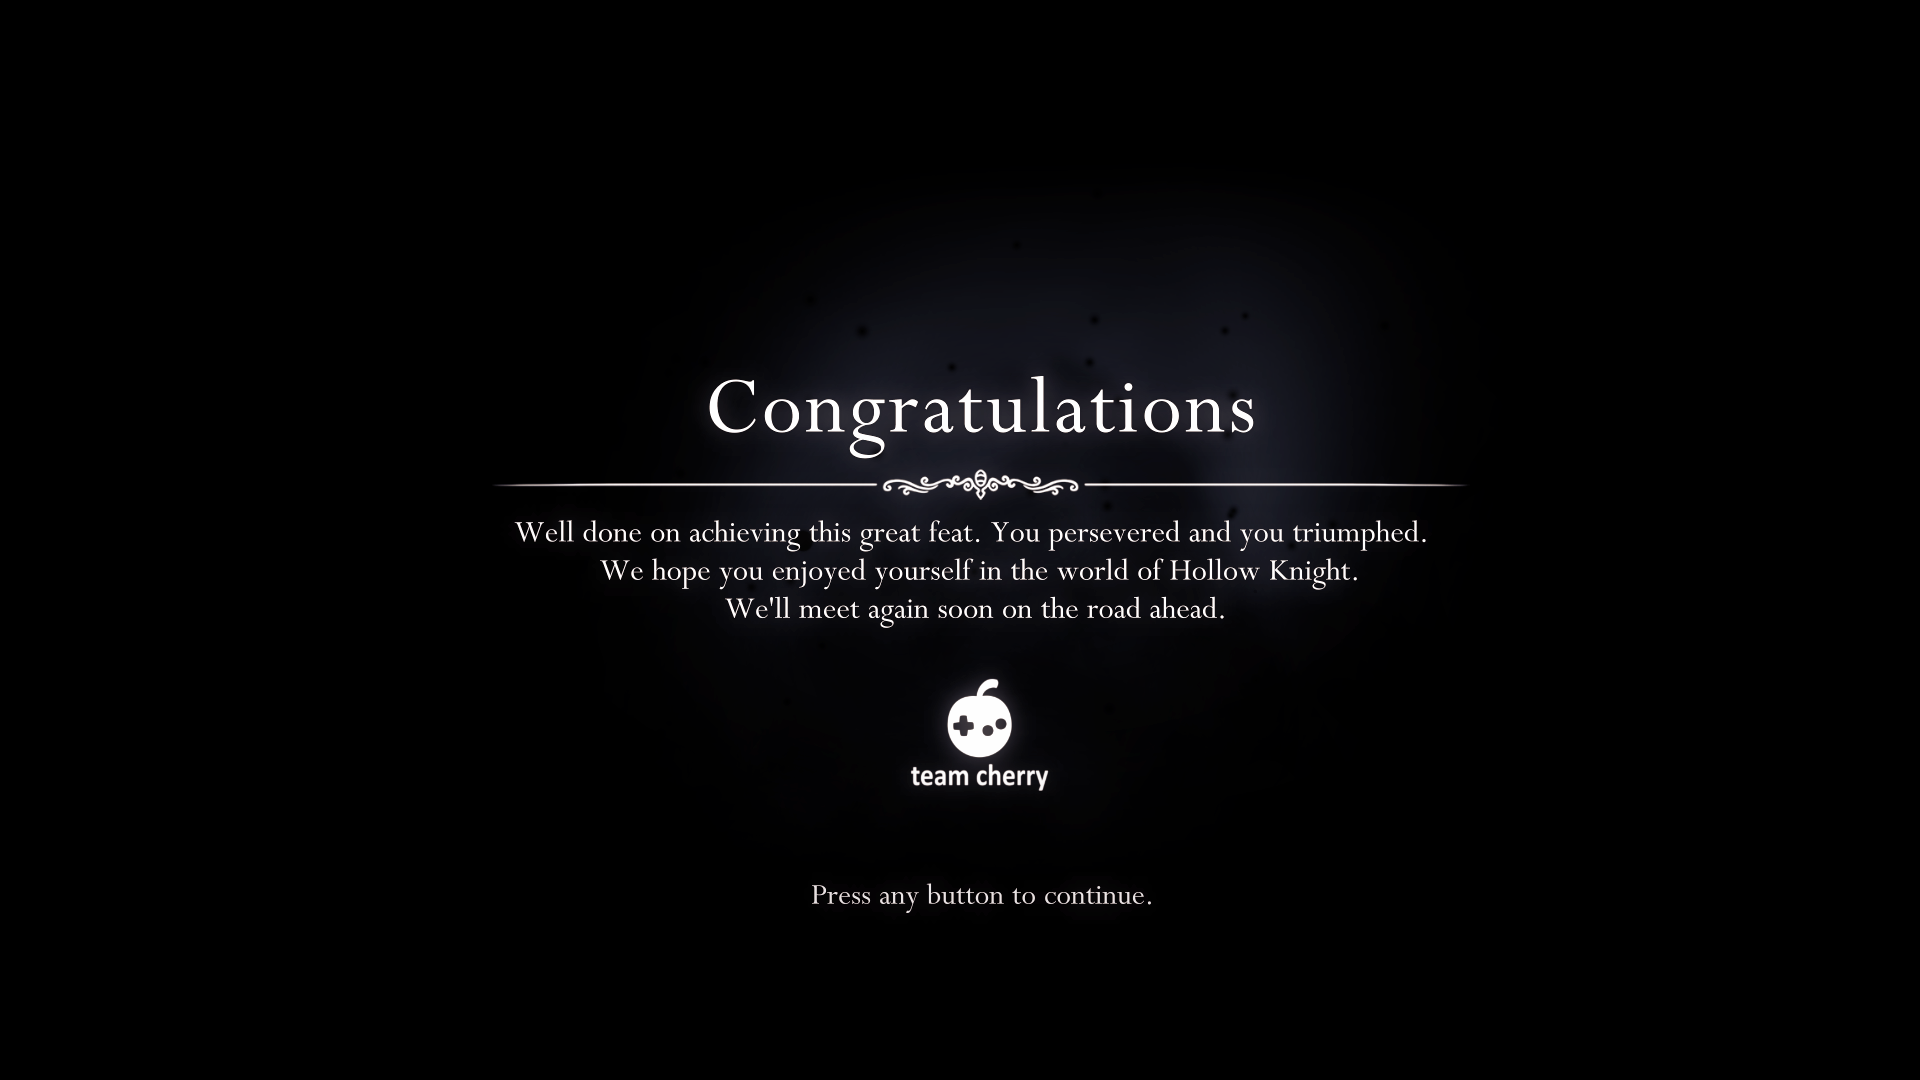 Congratulations
Well done on achieving this great feat. You persevered and you triumphed.
We hope you enjoyed yourself in the world of Hollow Knight.
We'll meet again soon on the road ahead.
team cherry
Press any button to continue.